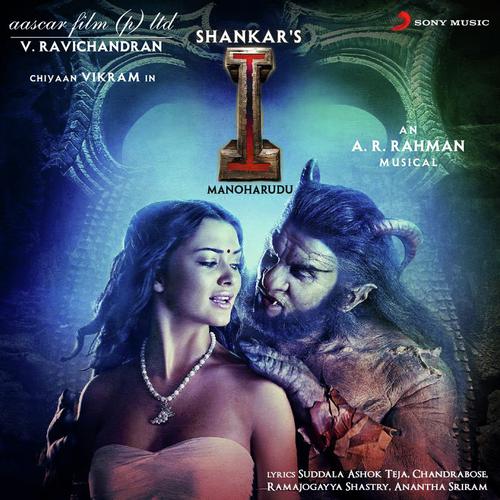 aascar film (p) ltd
V. RAVICHANDRAN
CHIYAAN VIKRAM IN
SHANKAR'S
I
MANOHARUDU
SONY MUSIC
AN
A. R. RAHMAN
MUSICAL
LYRICS SUDDALA ASHOK TEJA, CHANDRABOSE,
RAMAJOGAYYA SHASTRY, ANANTHA SRIRAM